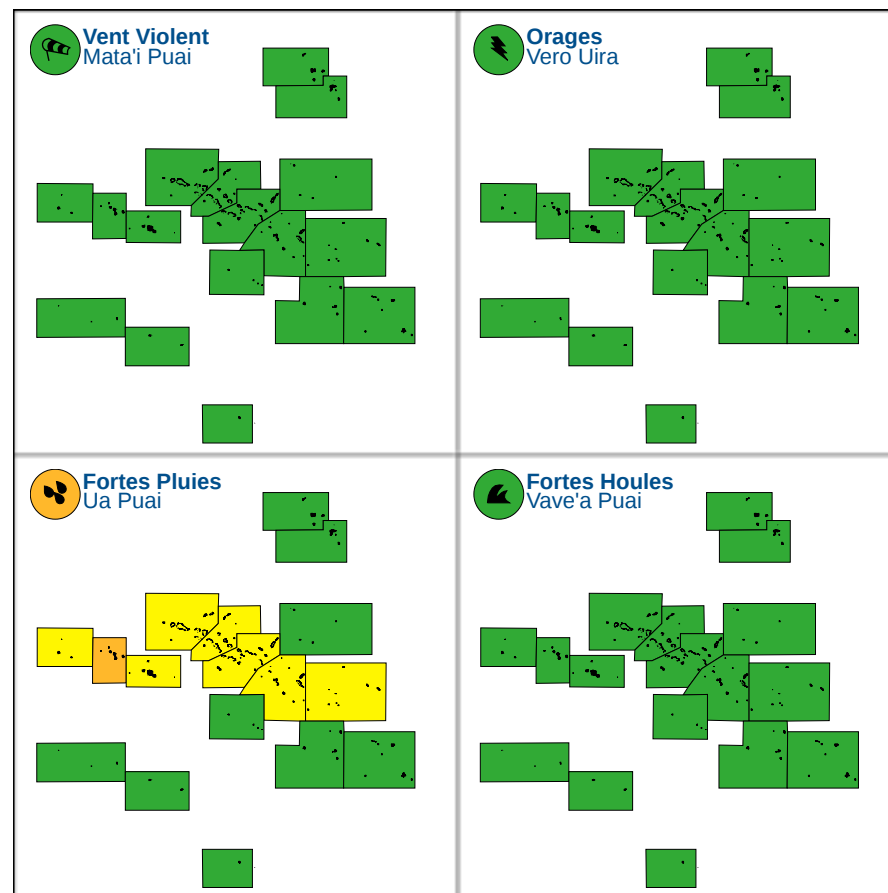 Vent Violent
Mata'i Puai
Orages
Vero Uira
Fortes Pluies
Ua Puai
Fortes Houles
Vave'a Puai